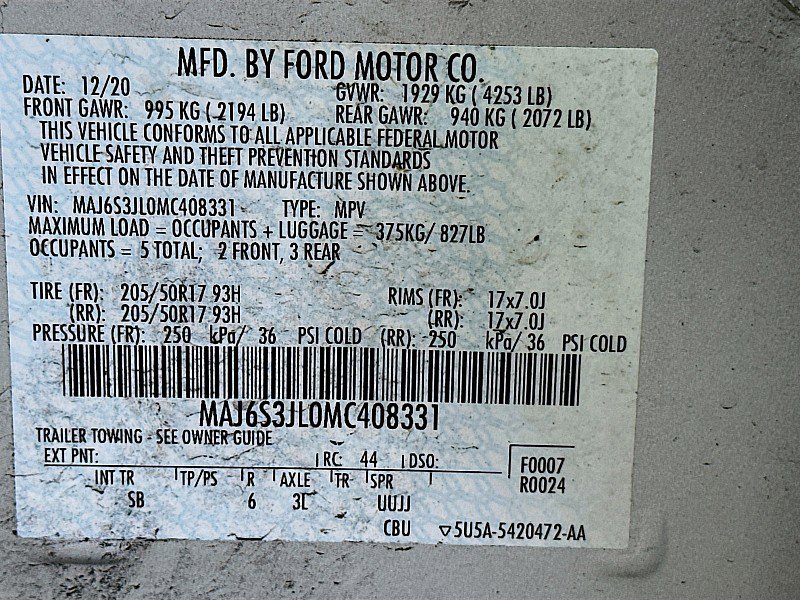 MFD. BY FORD MOTOR CO.
DATE: 12/20 GVWR: 1929 KG ( 4253 LB)
FRONT GAWR: 995 KG ( 2194 LB) REAR GAWR: 940 KG ( 2072 LB)
THIS VEHICLE CONFORMS TO ALL APPLICABLE FEDERAL MOTOR
VEHICLE SAFETY AND THEFT PREVENTION STANDARDS
IN EFFECT ON THE DATE OF MANUFACTURE SHOWN ABOVE.
VIN: MAJ6S3JL0MC408331 TYPE: MPV
MAXIMUM LOAD = OCCUPANTS + LUGGAGE = 375KG/ 827LB
OCCUPANTS = 5 TOTAL; 2 FRONT, 3 REAR
TIRE (FR): 205/50R17 93H RIMS (FR): 17x7.0J
(RR): 205/50R17 93H (RR): 17x7.0J
PRESSURE (FR): 250 kPa/ 36 PSI COLD (RR): 250 kPa/ 36 PSI COLD
MAJ6S3JL0MC408331
TRAILER TOWING - SEE OWNER GUIDE
EXT PNT: RC: 44 DSO: F0007
INT TR TP/PS R AXLE TR SPR R0024
SB 6 3L UUJJ
CBU 5U5A-5420472-AA